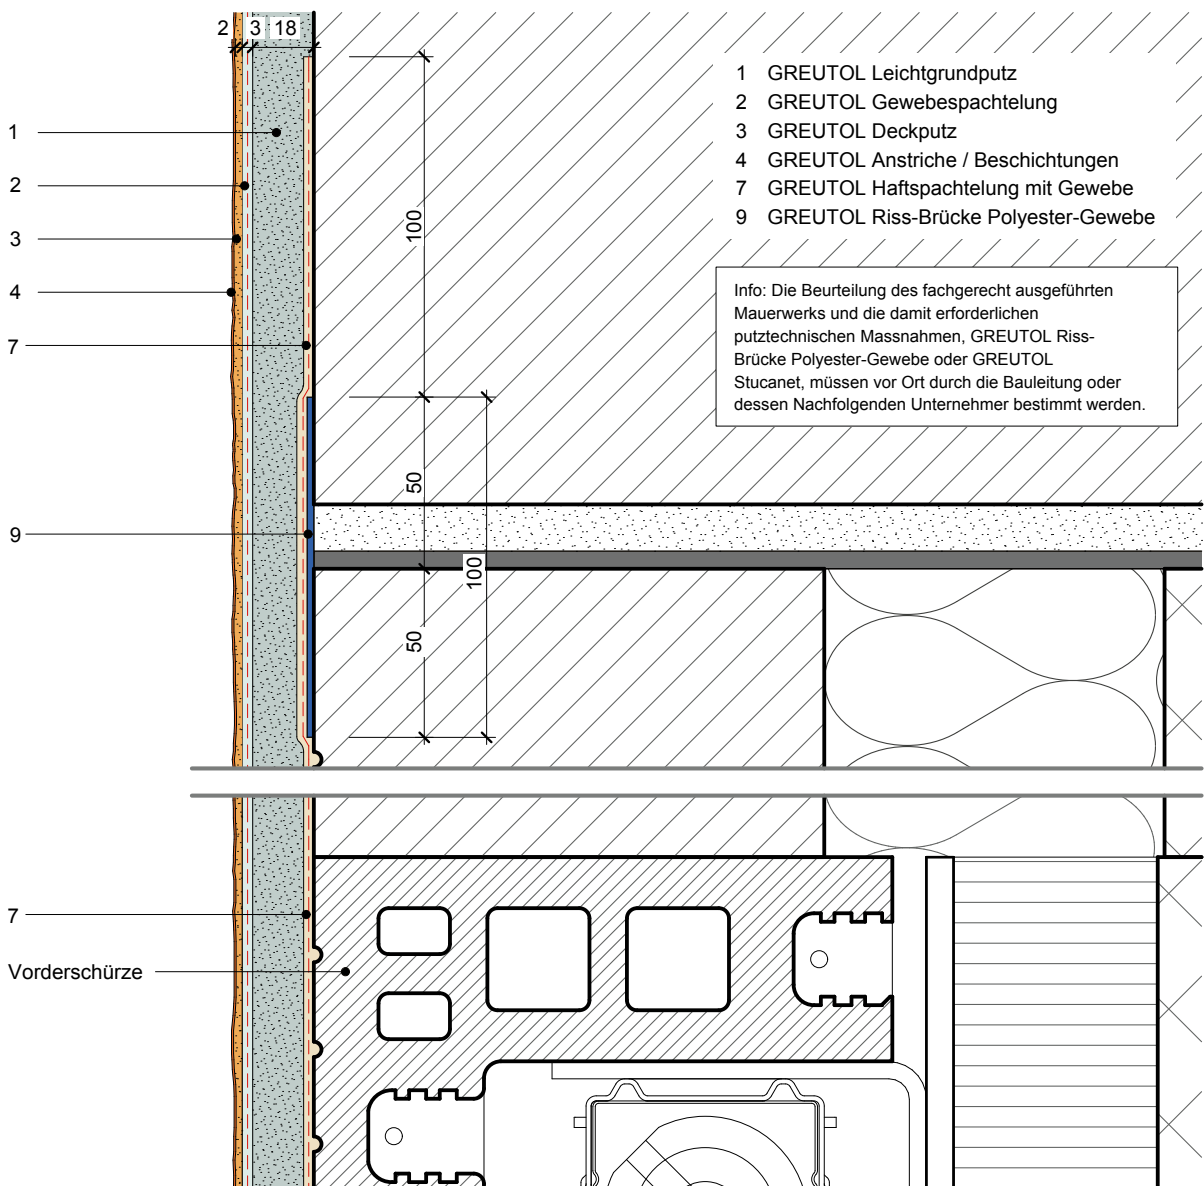 2 3 18
1 GREUTOL Leichtgrundputz
2 GREUTOL Gewebespachtelung
3 GREUTOL Deckputz
4 GREUTOL Anstriche / Beschichtungen
7 GREUTOL Haftspachtelung mit Gewebe
9 GREUTOL Riss-Brücke Polyester-Gewebe
1
2
3
4
7
100
Info: Die Beurteilung des fachgerecht ausgeführten
Mauerwerks und die damit erforderlichen
putztechnischen Massnahmen, GREUTOL Riss-
Brücke Polyester-Gewebe oder GREUTOL
Stucanet, müssen vor Ort durch die Bauleitung oder
dessen Nachfolgenden Unternehmer bestimmt werden.
50
9
100
50
7
Vorderschürze